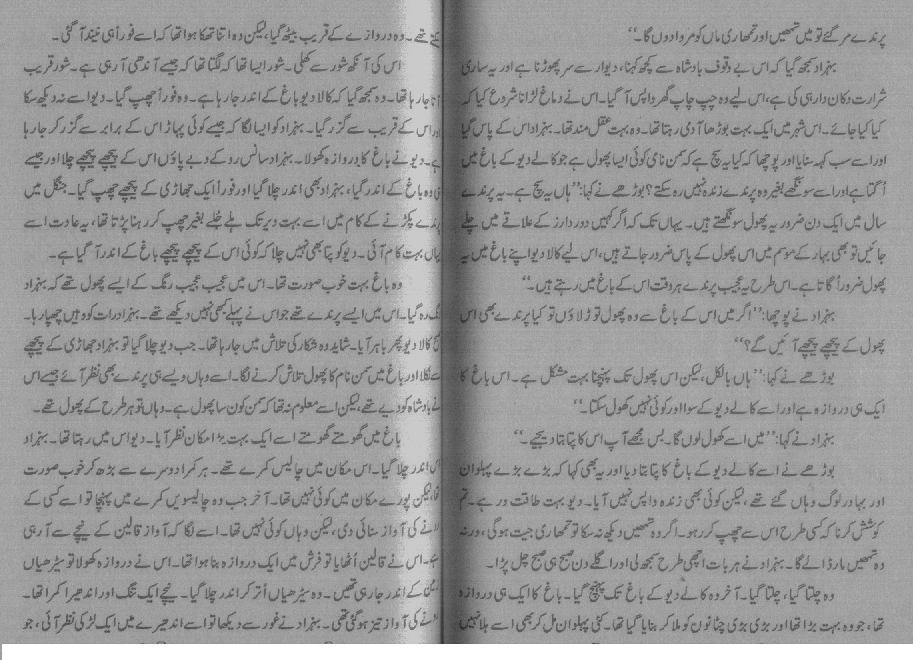 پرندے مر گئے تو میں تمھیں اور تمھاری ماں کو مروا دوں گا۔‘‘
بہزاد سمجھ گیا کہ اس بے وقوف بادشاہ سے کچھ کہنا، دیوار سے سر پھوڑنا ہے اور یہ ساری
شرارت دکان دار ہی کی ہے، اس لیے وہ چپ چاپ گھر واپس آ گیا۔ اس نے دماغ لڑانا شروع کیا کہ
کیا کیا جائے۔ اس شہر میں ایک بہت بوڑھا آدمی رہتا تھا۔ وہ بہت عقل مند تھا۔ بہزاد اس کے پاس گیا
اور اسے سب کہہ سنایا اور پوچھا کہ کیا یہ سچ ہے کہ سمن نامی کوئی ایسا پھول ہے جو کالے دیو کے باغ میں
اُگتا ہے اور اسے سونگھے بغیر وہ پرندے زندہ نہیں رہ سکتے؟ بوڑھے نے کہا: ’’ہاں یہ سچ ہے۔ یہ پرندے
سال میں ایک دن ضرور یہ پھول سونگھتے ہیں۔ یہاں تک کہ اگر کہیں دور دراز کے علاقے میں چلے
جائیں تو بھی بہار کے موسم میں اس پھول کے پاس ضرور جاتے ہیں، اس لیے کالا دیو اپنے باغ میں یہ
پھول ضرور اُگاتا ہے۔ اس طرح یہ عجیب پرندے ہر وقت اس کے باغ میں رہتے ہیں۔‘‘
بہزاد نے پوچھا: ’’اگر میں اس کے باغ سے وہ پھول توڑ لاؤں تو کیا پرندے بھی اس
پھول کے پیچھے پیچھے آئیں گے؟‘‘
بوڑھے نے کہا: ’’ہاں بالکل، لیکن اس پھول تک پہنچنا بہت مشکل ہے۔ اس باغ کا
ایک ہی دروازہ ہے اور اسے کالے دیو کے سوا اور کوئی نہیں کھول سکتا۔‘‘
بہزاد نے کہا: ’’میں اسے کھول لوں گا۔ بس مجھے آپ اس کا پتا بتا دیجیے۔‘‘
بوڑھے نے اسے کالے دیو کے باغ کا پتا بتا دیا اور یہ بھی کہا کہ بڑے بڑے پہلوان
اور بہادر لوگ وہاں گئے تھے، لیکن کوئی بھی زندہ واپس نہیں آیا۔ دیو بہت طاقت ور ہے۔ تم
کوشش کرنا کہ کسی طرح اس سے چھپ کر رہو۔ اگر وہ تمھیں دیکھ نہ سکا تو تمھاری جیت ہوگی، ورنہ
وہ تمھیں مار ڈالے گا۔ بہزاد نے ہر بات اچھی طرح سمجھ لی اور اگلے دن صبح ہی صبح چل پڑا۔
وہ چلتا گیا، چلتا گیا۔ آخر وہ کالے دیو کے باغ تک پہنچ گیا۔ باغ کا ایک ہی دروازہ
تھا، جو وہ بہت بڑا تھا اور بڑی بڑی چٹانوں کو ملا کر بنایا گیا تھا۔ کئی پہلوان مل کر بھی اسے ہلا نہیں
سکتے تھے۔ وہ دروازے کے قریب بیٹھ گیا، لیکن وہ اتنا تھکا ہوا تھا کہ اسے فوراً ہی نیند آ گئی۔
اس کی آنکھ شور سے کھلی۔ شور ایسا تھا کہ لگتا تھا کہ جیسے آندھی آ رہی ہے۔ شور قریب
آتا جا رہا تھا۔ وہ سمجھ گیا کہ کالا دیو باغ کے اندر جا رہا ہے۔ وہ فوراً چھپ گیا۔ دیو اسے نہ دیکھ سکا
اور اس کے قریب سے گزر گیا۔ بہزاد کو ایسا لگا کہ جیسے کوئی پہاڑ اس کے برابر سے گزر کر جا رہا
ہے۔ دیو نے باغ کا دروازہ کھولا۔ بہزاد سانس روکے دبے پاؤں اس کے پیچھے پیچھے چلا اور جیسے
ہی وہ باغ کے اندر گیا، بہزاد بھی اندر چلا گیا اور فوراً ایک جھاڑی کے پیچھے چھپ گیا۔ جنگل میں
پرندے پکڑنے کے کام میں اسے بہت دیر تک ہلے جلے بغیر چھپ کر رہنا پڑتا تھا، یہ عادت اسے
یہاں بہت کام آئی۔ دیو کو پتا بھی نہیں چلا کہ کوئی اس کے پیچھے پیچھے باغ کے اندر آ گیا ہے۔
وہ باغ بہت خوب صورت تھا۔ اس میں عجیب عجیب رنگ کے ایسے پھول تھے کہ بہزاد
دنگ رہ گیا۔ اس میں ایسے پرندے تھے جو اس نے پہلے کبھی نہیں دیکھے تھے۔ بہزاد رات کو وہیں چھپا رہا۔
صبح کالا دیو پھر باہر آیا۔ شاید وہ شکار کی تلاش میں جا رہا تھا۔ جب دیو چلا گیا تو بہزاد جھاڑی کے پیچھے
سے نکلا اور باغ میں سمن نام کا پھول تلاش کرنے لگا۔ اسے وہاں ویسے ہی پرندے بھی نظر آئے جیسے اس
نے بادشاہ کو دیے تھے، لیکن اسے معلوم نہ تھا کہ سمن کون سا پھول ہے۔ وہاں تو ہر طرح کے پھول تھے۔
باغ میں گھومتے گھومتے اسے ایک بہت بڑا مکان نظر آیا۔ دیو اس میں رہتا تھا۔ بہزاد
اس اندر چلا گیا۔ اس مکان میں چالیس کمرے تھے۔ ہر کمرا دوسرے سے بڑھ کر خوب صورت
تھا، لیکن پورے مکان میں کوئی نہیں تھا۔ آخر جب وہ چالیسویں کمرے میں پہنچا تو اسے کسی کے
کی آواز سنائی دی، لیکن وہاں کوئی نہیں تھا۔ اسے لگا کہ آواز قالین کے نیچے سے آ رہی
ہے۔ اس نے قالین اُٹھایا تو فرش میں ایک دروازہ بنا ہوا تھا۔ اس نے دروازہ کھولا تو سیڑھیاں
کے اندر جا رہی تھیں۔ وہ سیڑھیاں اُتر کر اندر چلا گیا۔ نیچے ایک تنگ اور اندھیرا کمرا تھا۔
کی آواز تیز ہو گئی تھی۔ بہزاد نے غور سے دیکھا تو اسے اندھیرے میں ایک لڑکی نظر آئی، جو